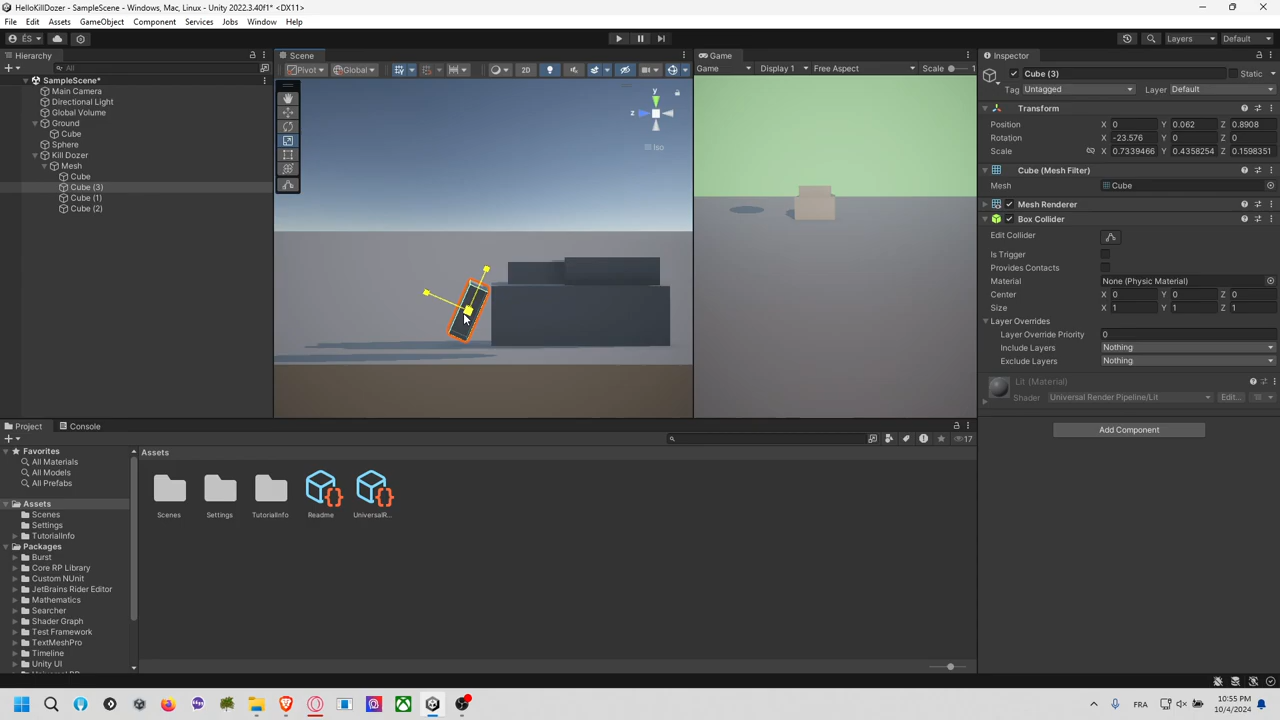 HelloKillDozer - SampleScene - Windows, Mac, Linux - Unity 2022.3.40f1* <DX11>
File Edit Assets GameObject Component Services Jobs Window Help
ÉS Layers Default
Hierarchy
All
SampleScene*
Main Camera
Directional Light
Global Volume
Ground
Cube
Sphere
Kill Dozer
Mesh
Cube
Cube (3)
Cube (1)
Cube (2)
Scene
Pivot Global 2D
y
z
Iso
Game
Game Display 1 Free Aspect Scale 1
Inspector
Cube (3) Static
Tag Untagged Layer Default
Transform
Position X 0 Y 0.062 Z 0.8908
Rotation X -23.576 Y 0 Z 0
Scale X 0.7339466 Y 0.4358254 Z 0.1598351
Cube (Mesh Filter)
Mesh Cube
Mesh Renderer
Box Collider
Edit Collider
Is Trigger
Provides Contacts
Material None (Physic Material)
Center X 0 Y 0 Z 0
Size X 1 Y 1 Z 1
Layer Overrides
Layer Override Priority 0
Include Layers Nothing
Exclude Layers Nothing
Lit (Material)
Shader Universal Render Pipeline/Lit Edit...
Add Component
Project Console
17
Favorites
All Materials
All Models
All Prefabs
Assets
Scenes
Settings
TutorialInfo
Packages
Burst
Core RP Library
Custom NUnit
JetBrains Rider Editor
Mathematics
Searcher
Shader Graph
Test Framework
TextMeshPro
Timeline
Unity UI
Assets
Scenes Settings TutorialInfo Readme UniversalR...
FRA
10:55 PM
10/4/2024